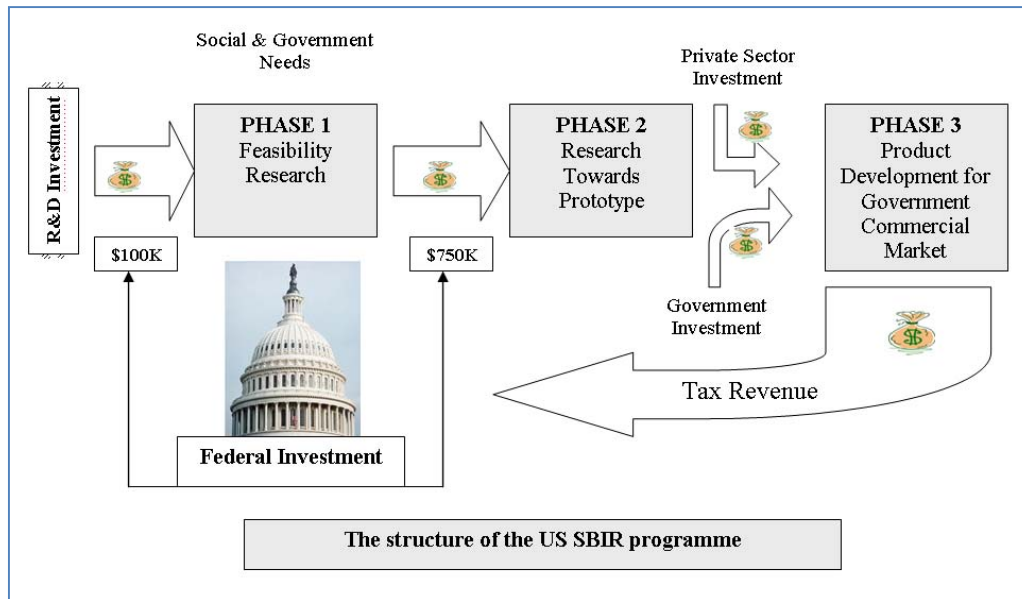 Social & Government
Needs
Private Sector
Investment
R&D Investment
PHASE 1
Feasibility
Research
PHASE 2
Research
Towards
Prototype
PHASE 3
Product
Development for
Government
Commercial
Market
$100K
$750K
Government
Investment
Tax Revenue
Federal Investment
The structure of the US SBIR programme